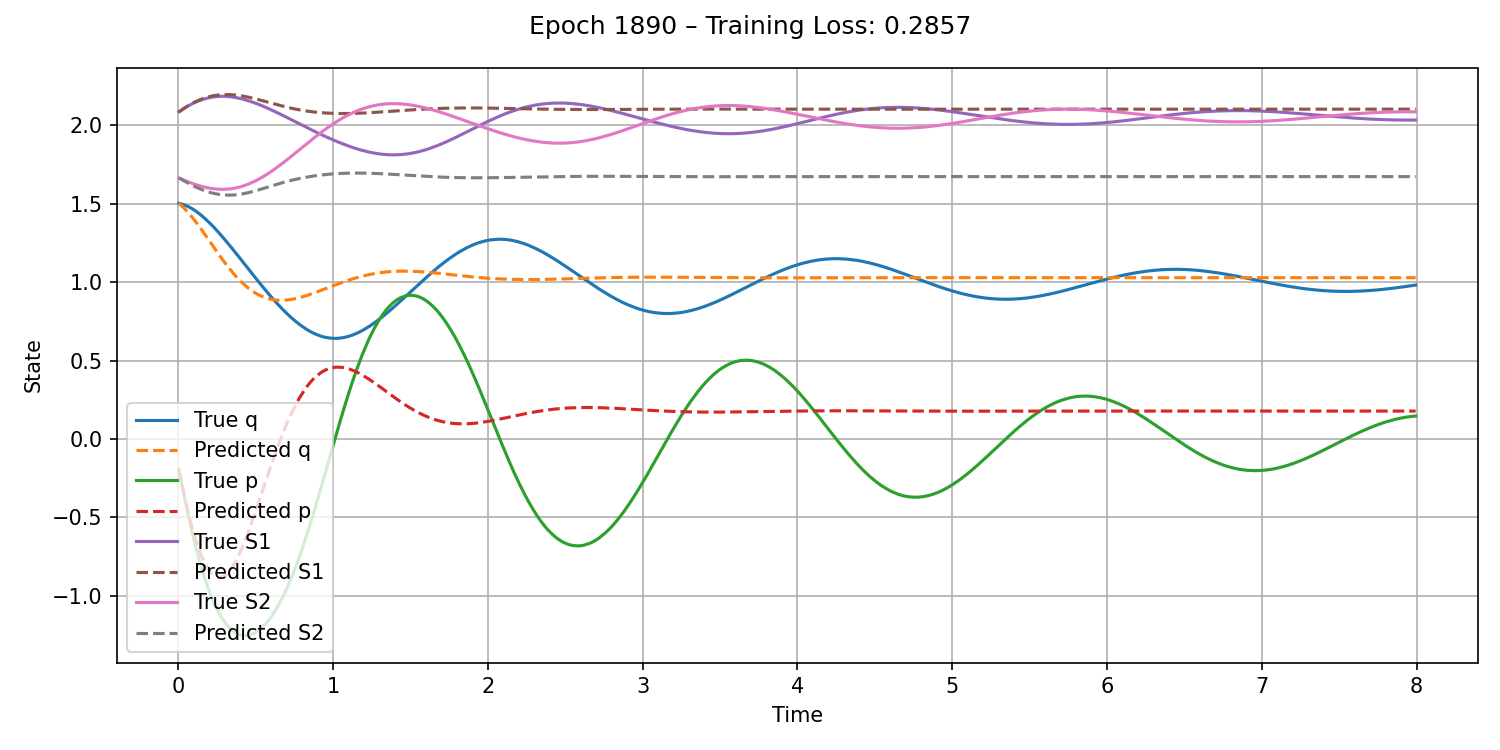 Epoch 1890 – Training Loss: 0.2857
State
2.0
1.5
1.0
0.5
0.0
−0.5
−1.0
True q
Predicted q
True p
Predicted p
True S1
Predicted S1
True S2
Predicted S2
0 1 2 3 4 5 6 7 8
Time